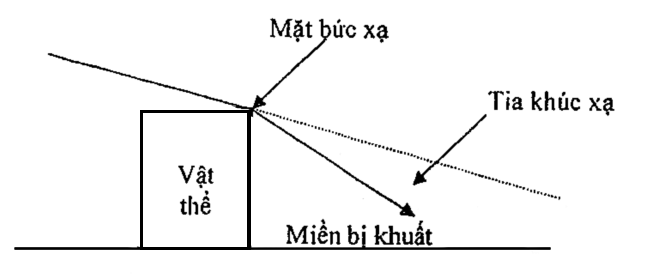 Mặt bức xạ
Tia khúc xạ
Vật
thể
Miền bị khuất